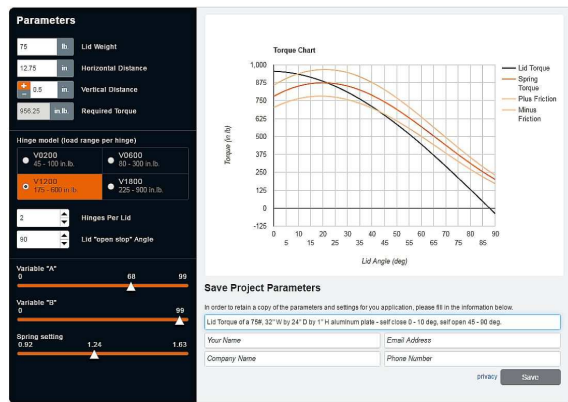 Parameters
75 lb. Lid Weight
12.75 in Horizontal Distance
+ − 0.5 in Vertical Distance
956.25 in lb. Required Torque
Hinge model (load range per hinge)
V0200 V0600
45 - 100 in.lb. 80 - 300 in.lb.
V1200 V1800
175 - 600 in.lb. 225 - 900 in.lb.
2 Hinges Per Lid
90 Lid "open stop" Angle
Variable "A"
0 68 99
Variable "B"
0 99
Spring setting
0.92 1.24 1.63
Torque Chart
1,000
875
750
625
500
375
250
125
0
-125
Torque (in lb)
0 10 20 30 40 50 60 70 80 90
5 15 25 35 45 55 65 75 85
Lid Angle (deg)
Lid Torque
Spring
Torque
Plus Friction
Minus
Friction
Save Project Parameters
In order to retain a copy of the parameters and settings for you application, please fill in the information below.
Lid Torque of a 75#, 32" W by 24" D by 1" H aluminum plate - self close 0 - 10 deg, self open 45 - 90 deg.
Your Name Email Address
Company Name Phone Number
privacy Save